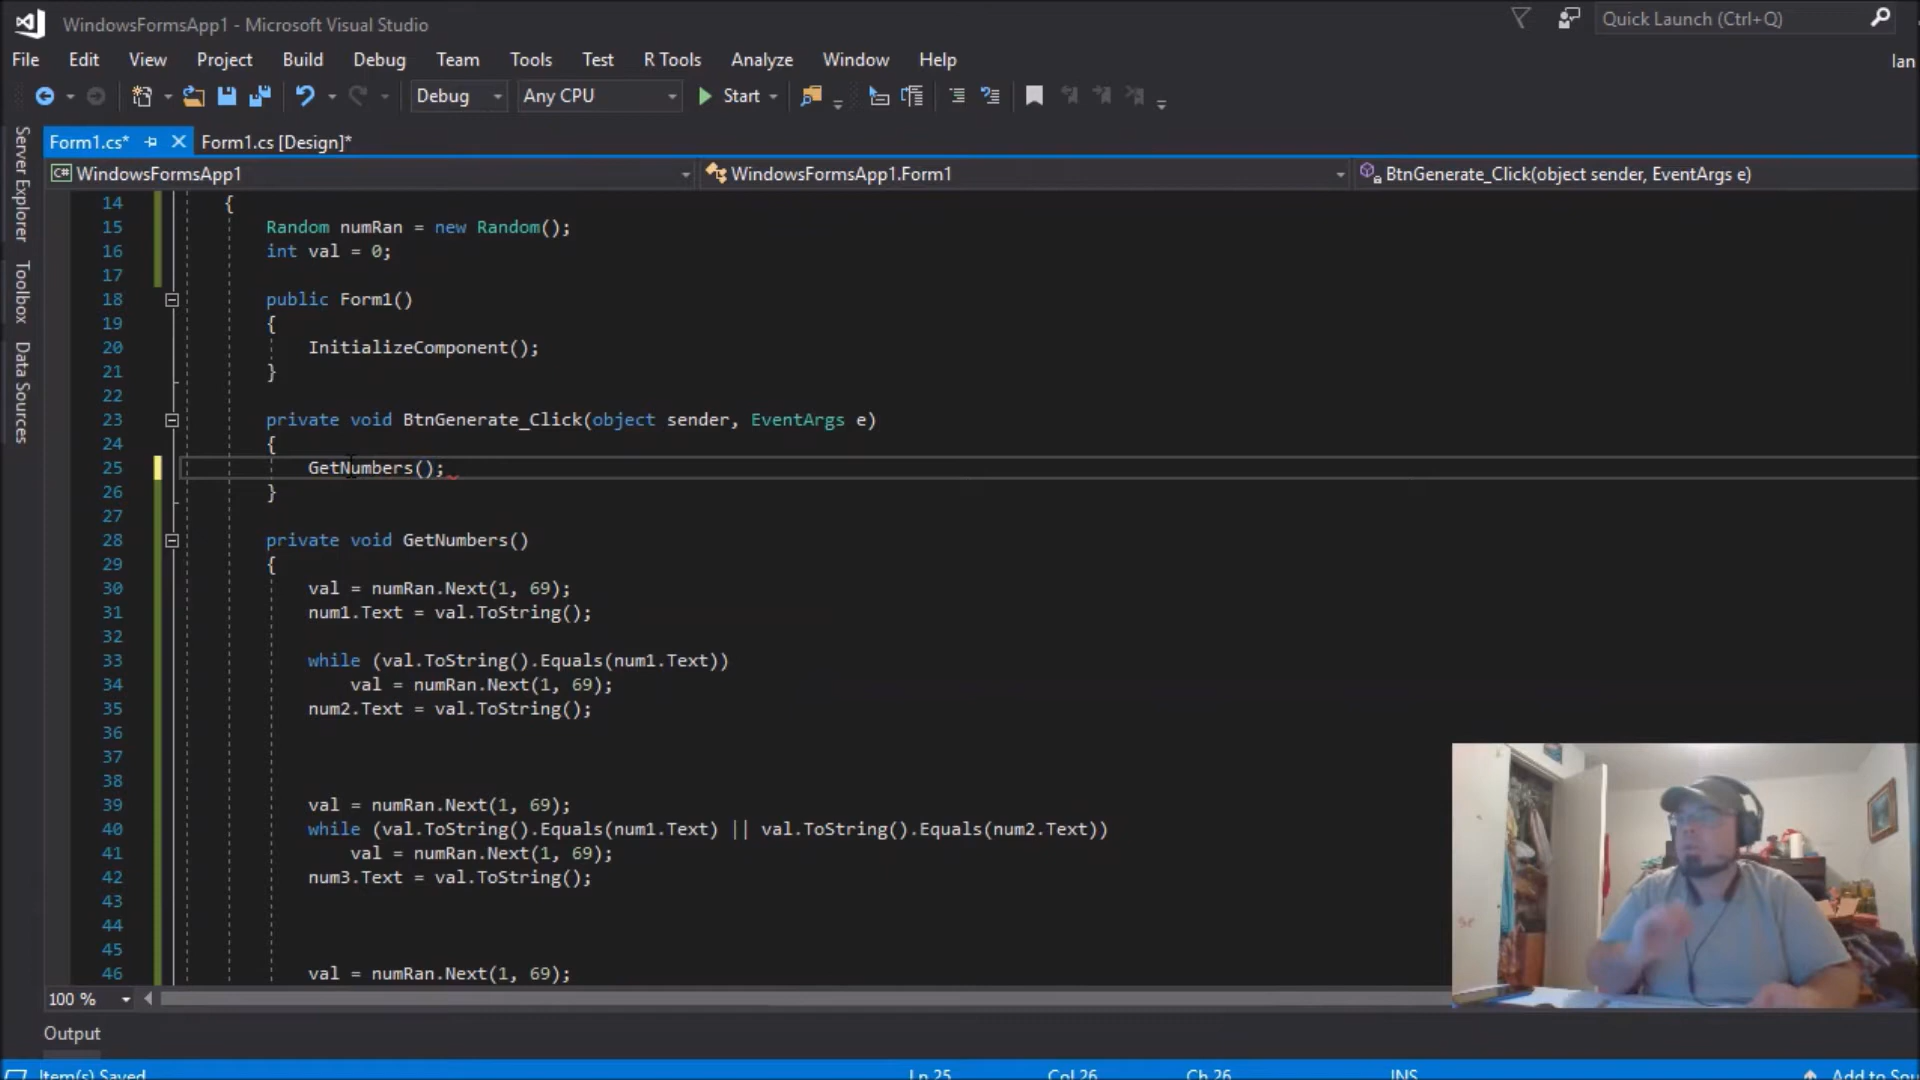 WindowsFormsApp1 - Microsoft Visual Studio
Quick Launch (Ctrl+Q)
File Edit View Project Build Debug Team Tools Test R Tools Analyze Window Help
Ian
Debug Any CPU Start
Form1.cs* Form1.cs [Design]*
WindowsFormsApp1 WindowsFormsApp1.Form1 BtnGenerate_Click(object sender, EventArgs e)
Server Explorer
Toolbox
Data Sources
14 {
15 Random numRan = new Random();
16 int val = 0;
17
18 public Form1()
19 {
20 InitializeComponent();
21 }
22
23 private void BtnGenerate_Click(object sender, EventArgs e)
24 {
25 GetNumbers();
26 }
27
28 private void GetNumbers()
29 {
30 val = numRan.Next(1, 69);
31 num1.Text = val.ToString();
32
33 while (val.ToString().Equals(num1.Text))
34 val = numRan.Next(1, 69);
35 num2.Text = val.ToString();
36
37
38
39 val = numRan.Next(1, 69);
40 while (val.ToString().Equals(num1.Text) || val.ToString().Equals(num2.Text))
41 val = numRan.Next(1, 69);
42 num3.Text = val.ToString();
43
44
45
46 val = numRan.Next(1, 69);
100 %
Output
Item(s) Saved Ln 25 Col 26 Ch 26 INS Add to Sou